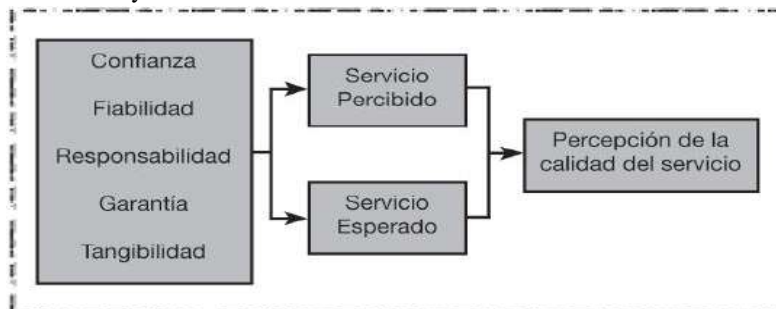 Confianza
Fiabilidad
Responsabilidad
Garantía
Tangibilidad
Servicio
Percibido
Servicio
Esperado
Percepción de la
calidad del servicio